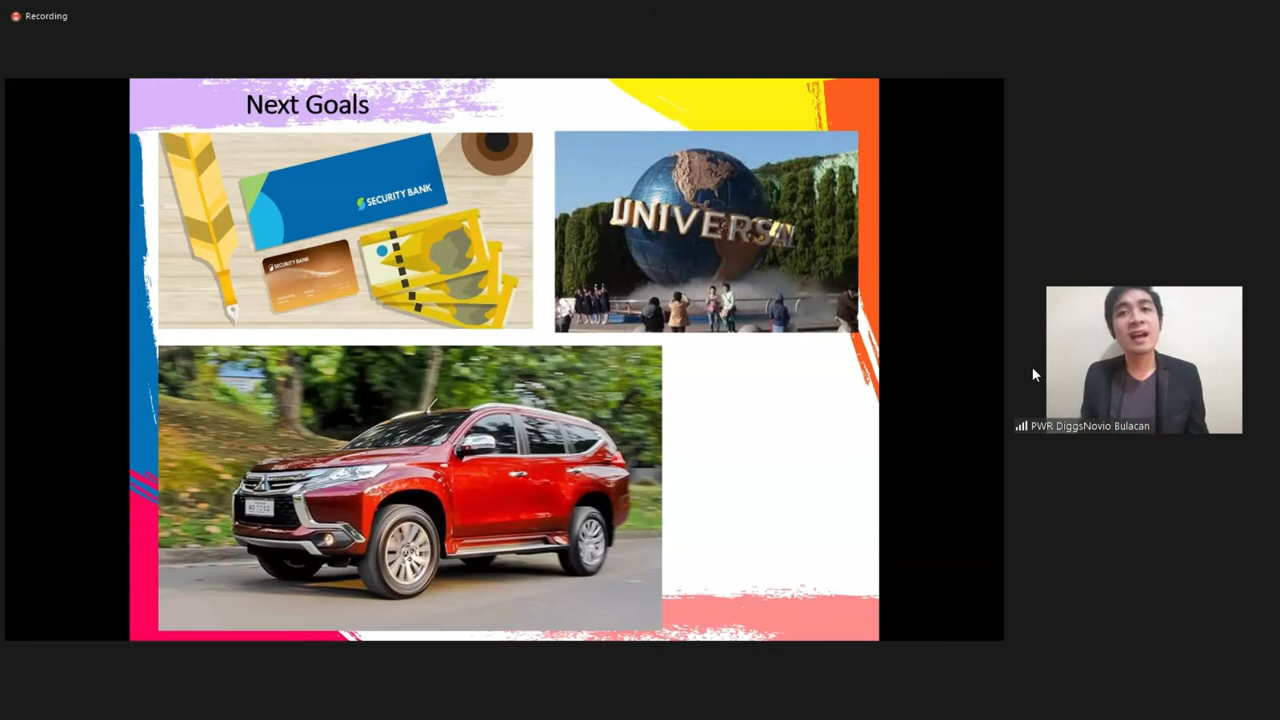 Recording
Next Goals
SECURITY BANK
SECURITY BANK
UNIVERSAL
PWR DiggsNovio Bulacan